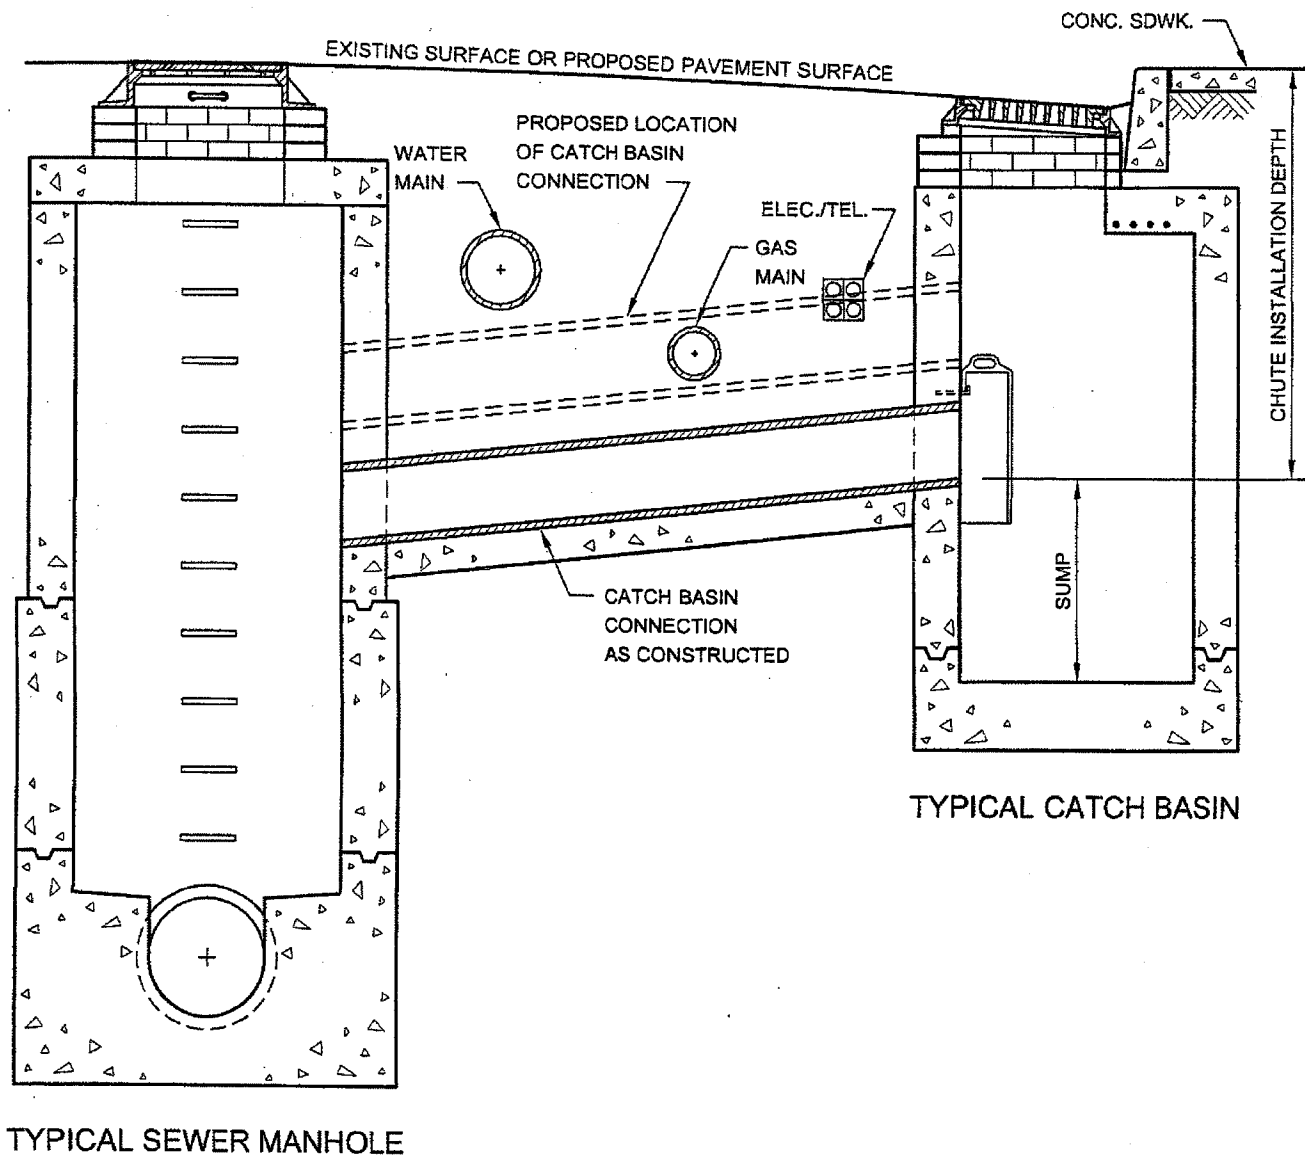 CONC. SDWK.
EXISTING SURFACE OR PROPOSED PAVEMENT SURFACE
PROPOSED LOCATION
OF CATCH BASIN
CONNECTION
WATER
MAIN
ELEC./TEL.
GAS
MAIN
CHUTE INSTALLATION DEPTH
SUMP
CATCH BASIN
CONNECTION
AS CONSTRUCTED
TYPICAL CATCH BASIN
TYPICAL SEWER MANHOLE